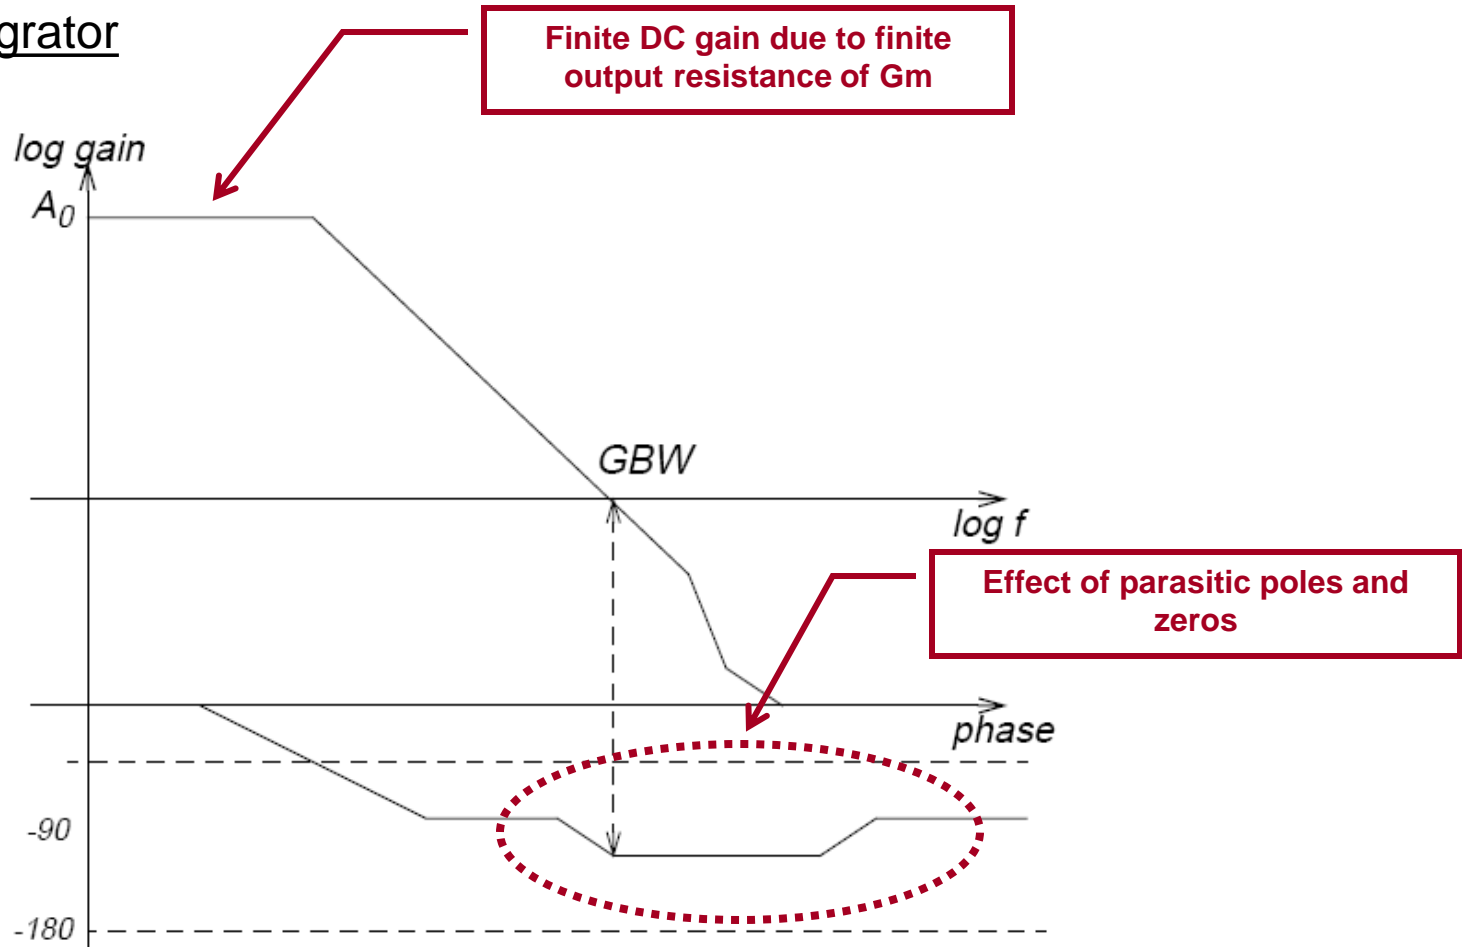 grator
Finite DC gain due to finite
output resistance of Gm
log gain
A0
GBW
log f
Effect of parasitic poles and
zeros
phase
-90
-180